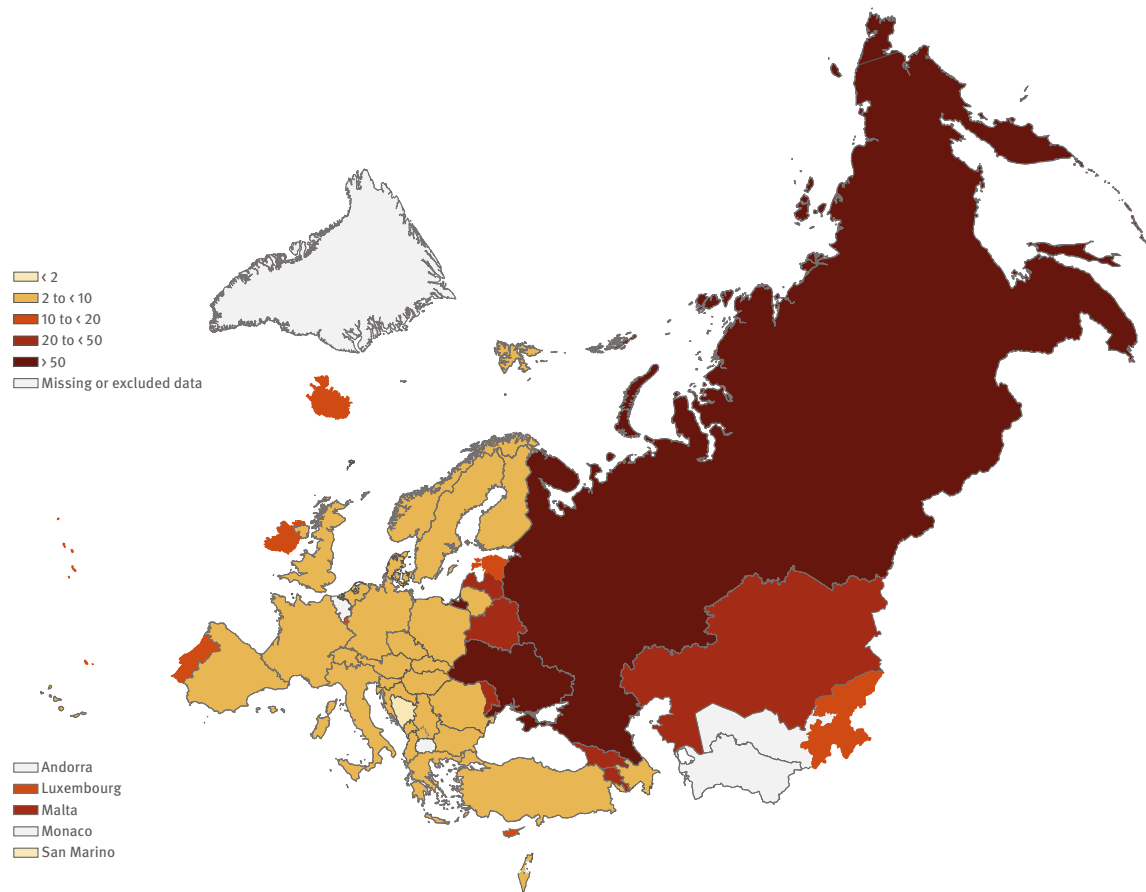 ‹ 2
2 to ‹ 10
10 to ‹ 20
20 to ‹ 50
› 50
Missing or excluded data
Andorra
Luxembourg
Malta
Monaco
San Marino